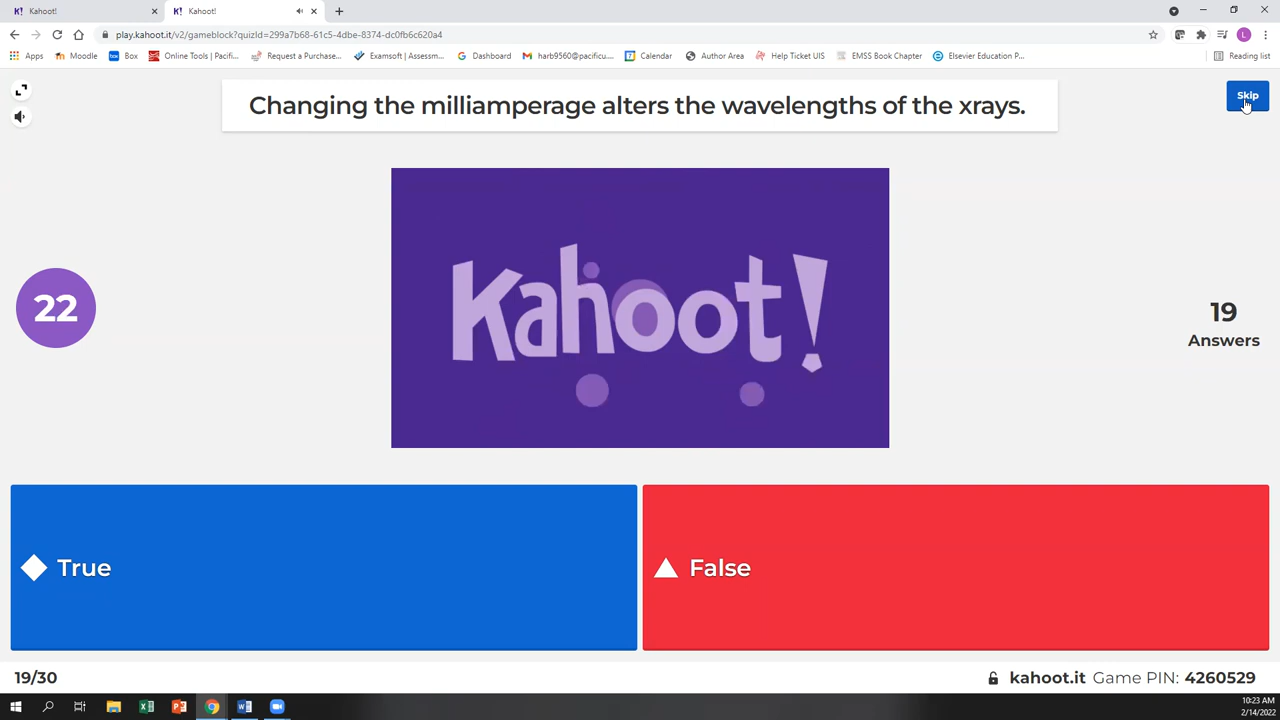 Kahoot!
Kahoot!
play.kahoot.it/v2/gameblock?quizId=299a7b68-61c5-4dbe-8374-dc0fb6c620a4
Apps Moodle Box Online Tools | Pacifi... Request a Purchase... Examsoft | Assessm... Dashboard harb9560@pacificu... Calendar Author Area Help Ticket UIS EMSS Book Chapter Elsevier Education P... Reading list
Changing the milliamperage alters the wavelengths of the xrays.
Skip
Kahoot!
22
19
Answers
True
False
19/30
kahoot.it Game PIN: 4260529
10:23 AM
2/14/2022